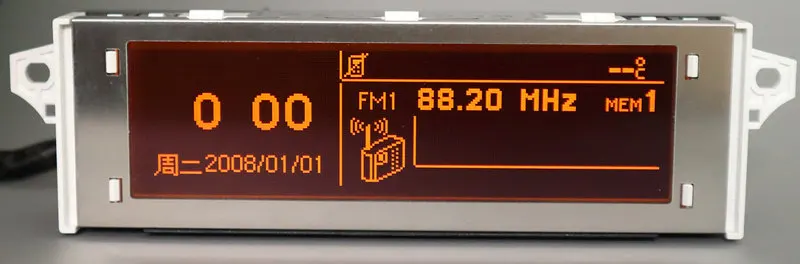 --°C
FM1 88.20 MHz MEM1
0 00
周二2008/01/01